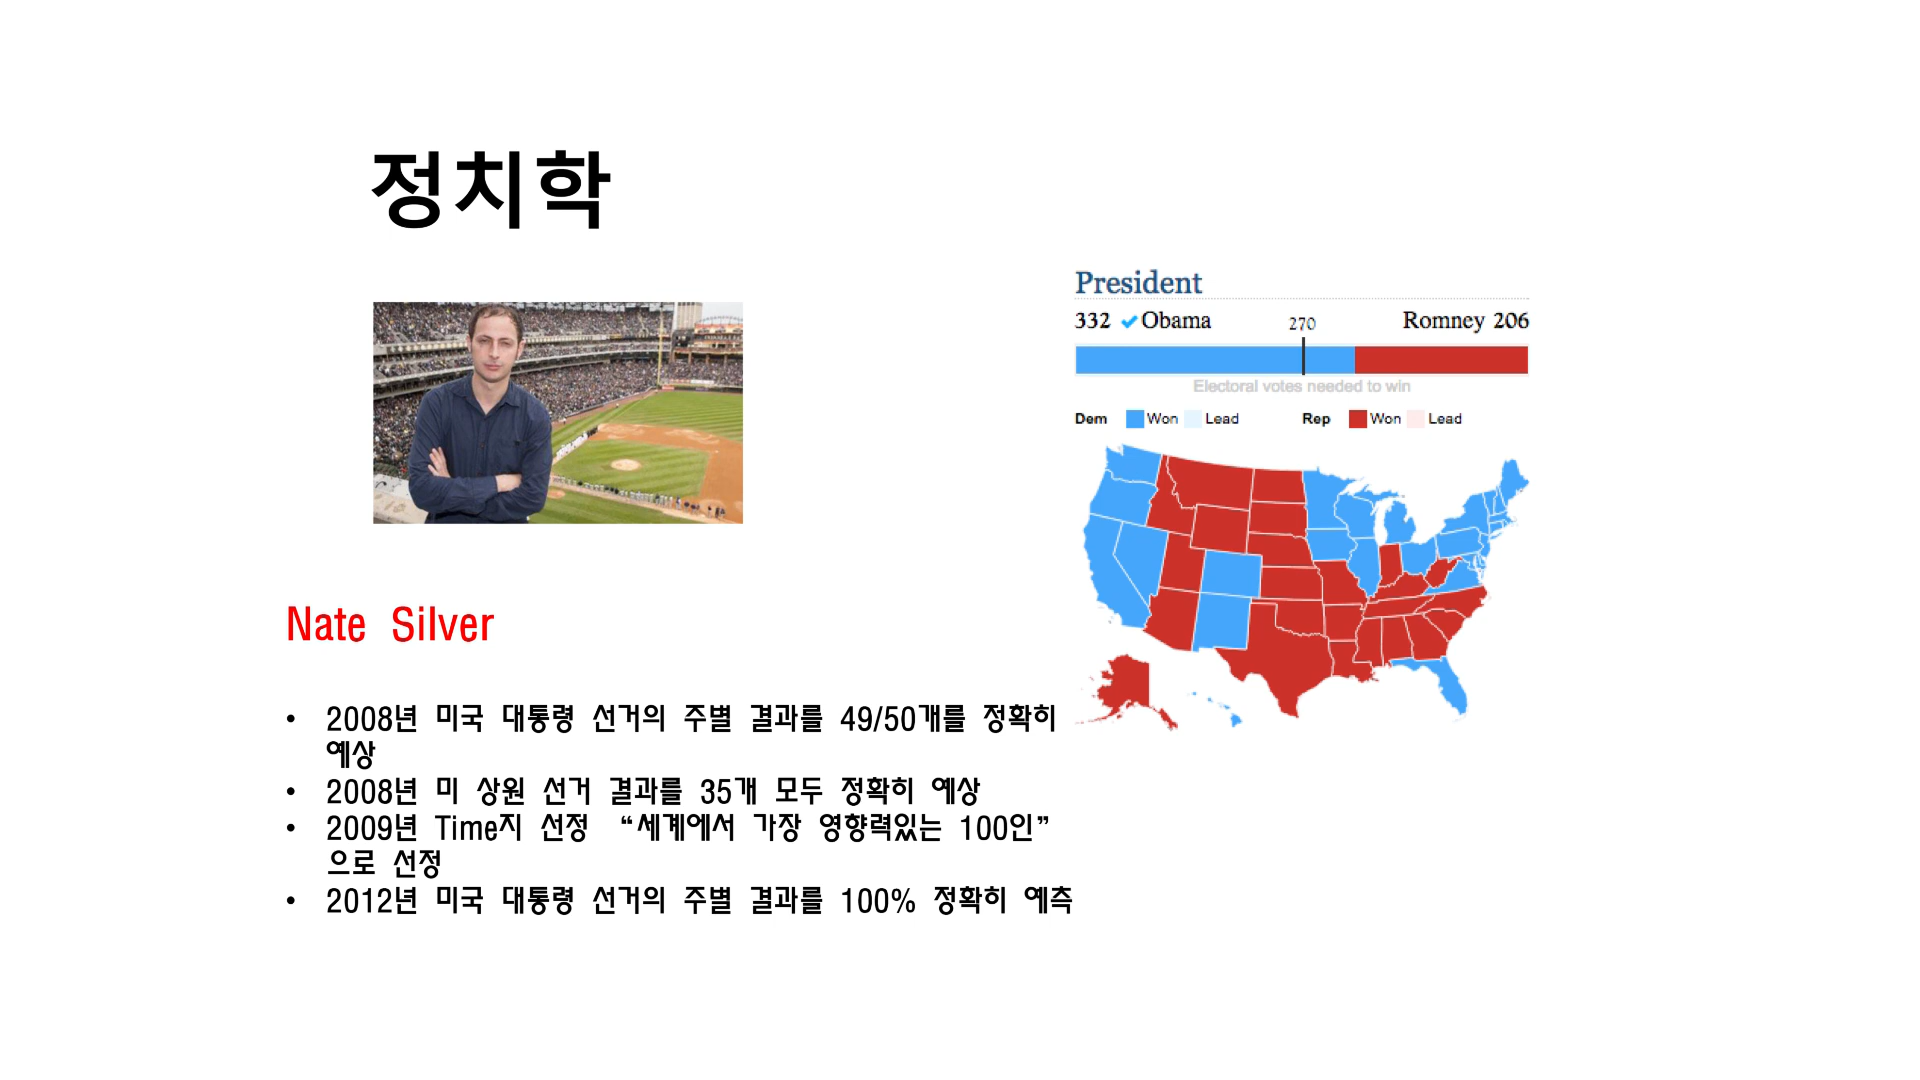 정치학
President
332 Obama 270 Romney 206
Electoral votes needed to win
Dem Won Lead Rep Won Lead
Nate Silver
• 2008년 미국 대통령 선거의 주별 결과를 49/50개를 정확히
예상
• 2008년 미 상원 선거 결과를 35개 모두 정확히 예상
• 2009년 Time지 선정 “세계에서 가장 영향력있는 100인”
으로 선정
• 2012년 미국 대통령 선거의 주별 결과를 100% 정확히 예측